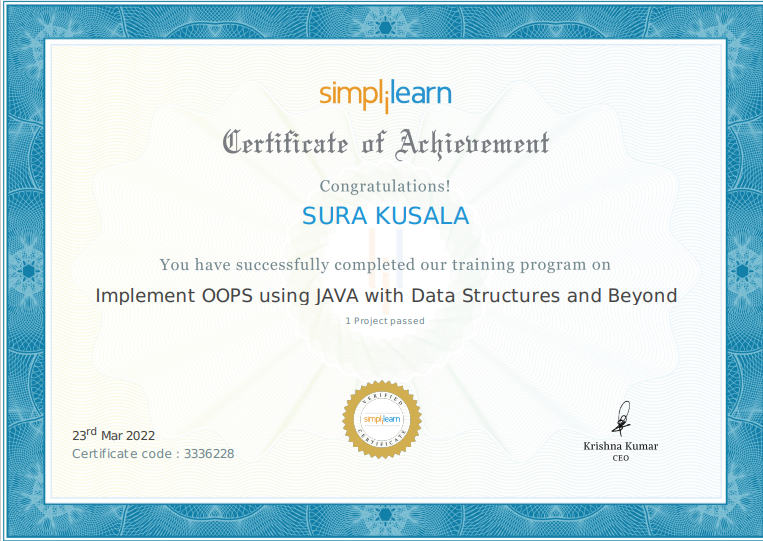 simplilearn
Certificate of Achievement
Congratulations!
SURA KUSALA
You have successfully completed our training program on
Implement OOPS using JAVA with Data Structures and Beyond
1 Project passed
VERIFIED
simplilearn
CERTIFICATE
23rd Mar 2022
Certificate code : 3336228
Krishna Kumar
CEO